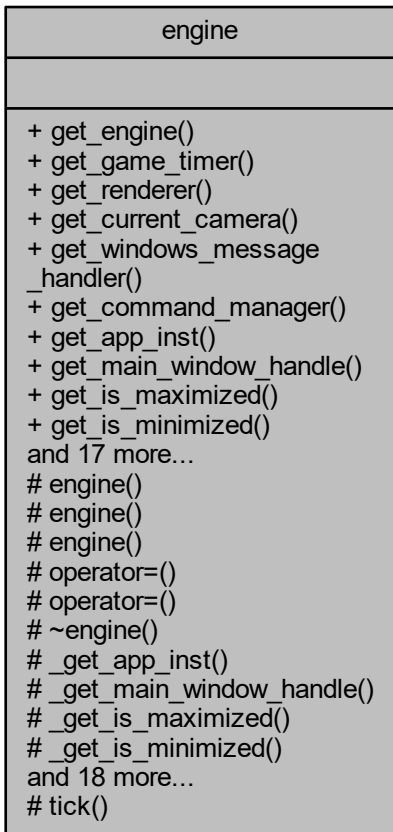 engine
+ get_engine()
+ get_game_timer()
+ get_renderer()
+ get_current_camera()
+ get_windows_message
_handler()
+ get_command_manager()
+ get_app_inst()
+ get_main_window_handle()
+ get_is_maximized()
+ get_is_minimized()
and 17 more...
# engine()
# engine()
# engine()
# operator=()
# operator=()
# ~engine()
# _get_app_inst()
# _get_main_window_handle()
# _get_is_maximized()
# _get_is_minimized()
and 18 more...
# tick()